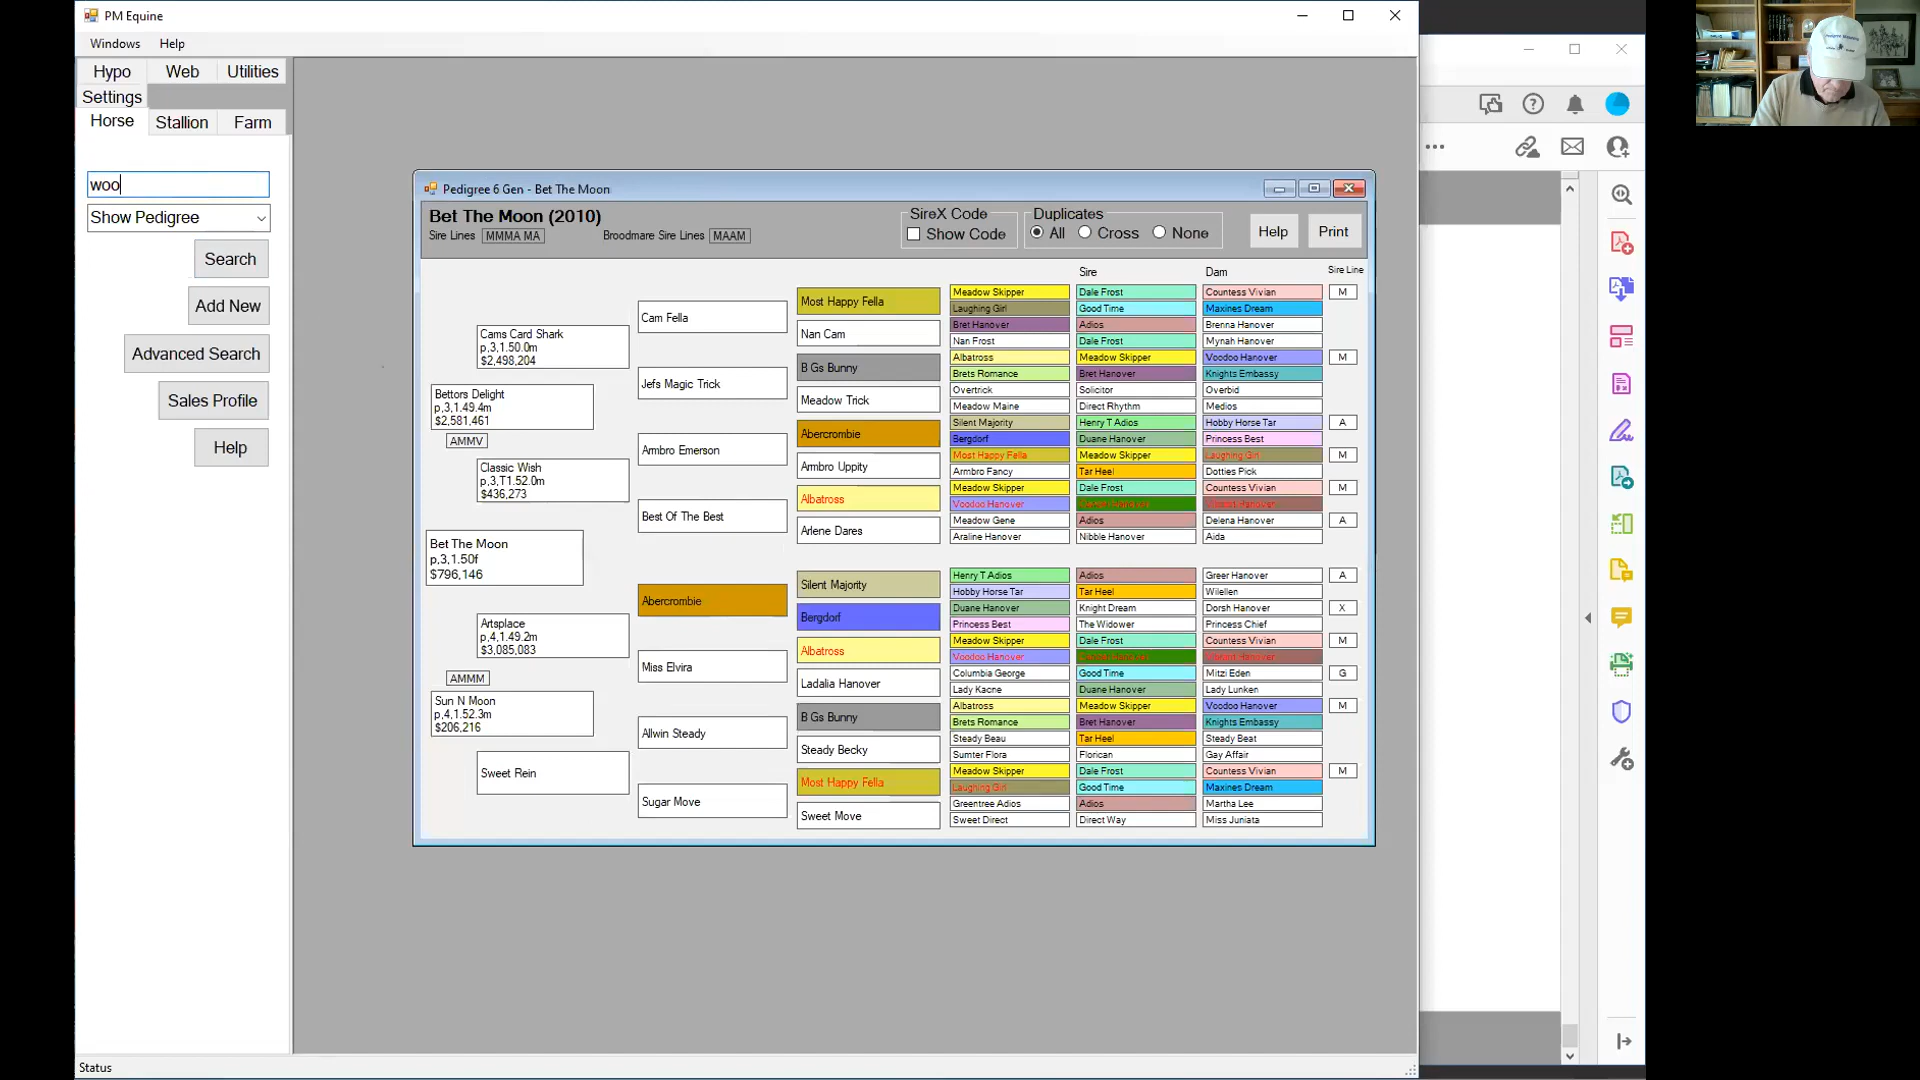 PM Equine
Windows Help
Hypo Web Utilities
Settings
Horse Stallion Farm
woo
Show Pedigree
Search
Add New
Advanced Search
Sales Profile
Help
Pedigree 6 Gen - Bet The Moon
Bet The Moon (2010)
Sire Lines MMMA MA Broodmare Sire Lines MAAM
SireX Code
Show Code
Duplicates
All Cross None
Help Print
Bettors Delight
p,3,1.49.4m
$2,581,461
AMMV
Cams Card Shark
p,3,1.50.0m
$2,498,204
Classic Wish
p,3,T1.52.0m
$436,273
Bet The Moon
p,3,1.50f
$796,146
Artsplace
p,4,1.49.2m
$3,085,083
AMMM
Sun N Moon
p,4,1.52.3m
$206,216
Sweet Rein
Cam Fella
Jefs Magic Trick
Armbro Emerson
Best Of The Best
Abercrombie
Miss Elvira
Allwin Steady
Sugar Move
Most Happy Fella
Nan Cam
B Gs Bunny
Meadow Trick
Abercrombie
Armbro Uppity
Albatross
Arlene Dares
Silent Majority
Bergdorf
Albatross
Ladalia Hanover
B Gs Bunny
Steady Becky
Most Happy Fella
Sweet Move
Sire Dam Sire Line
Meadow Skipper Dale Frost Countess Vivian M
Laughing Girl Good Time Maxines Dream
Bret Hanover Adios Brenna Hanover
Nan Frost Dale Frost Mynah Hanover
Albatross Meadow Skipper Voodoo Hanover M
Brets Romance Bret Hanover Knights Embassy
Overtrick Solicitor Overbid
Meadow Maine Direct Rhythm Medios
Silent Majority Henry T Adios Hobby Horse Tar A
Bergdorf Duane Hanover Princess Best
Most Happy Fella Meadow Skipper Laughing Girl M
Armbro Fancy Tar Heel Dotties Pick
Meadow Skipper Dale Frost Countess Vivian M
Voodoo Hanover
Meadow Gene Adios Delena Hanover A
Araline Hanover Nibble Hanover Aida
Henry T Adios Adios Greer Hanover A
Hobby Horse Tar Tar Heel Wilellen
Duane Hanover Knight Dream Dorsh Hanover X
Princess Best The Widower Princess Chief
Meadow Skipper Dale Frost Countess Vivian M
Voodoo Hanover
Columbia George Good Time Mitzi Eden G
Lady Kacne Duane Hanover Lady Lunken
Albatross Meadow Skipper Voodoo Hanover M
Brets Romance Bret Hanover Knights Embassy
Steady Beau Tar Heel Steady Beat
Sumter Flora Florican Gay Affair
Meadow Skipper Dale Frost Countess Vivian M
Laughing Girl Good Time Maxines Dream
Greentree Adios Adios Martha Lee
Sweet Direct Direct Way Miss Juniata
Status